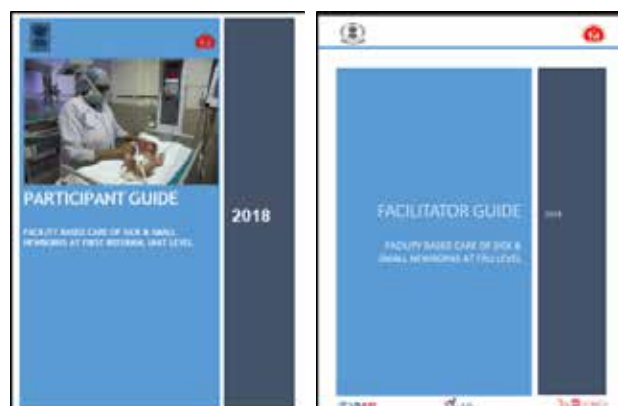 PARTICIPANT GUIDE
FACILITY BASED CARE OF SICK & SMALL
NEWBORNS AT FIRST REFERRAL UNIT LEVEL
2018
FACILITATOR GUIDE
FACILITY BASED CARE OF SICK &
SMALL NEWBORNS AT FRU LEVEL
2018